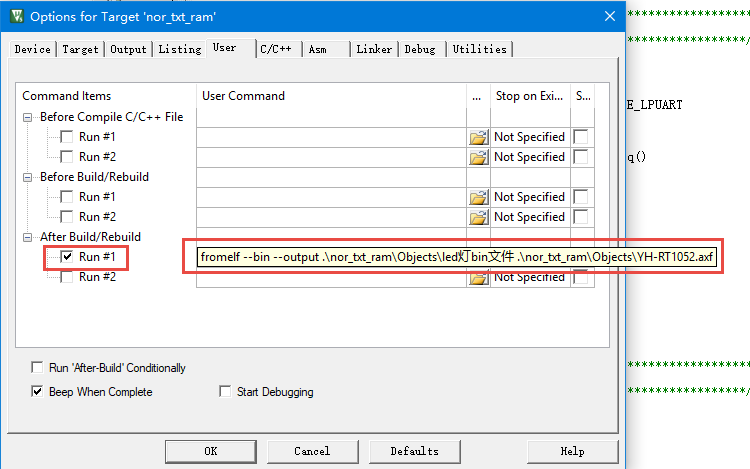 Options for Target 'nor_txt_ram'
Device Target Output Listing User C/C++ Asm Linker Debug Utilities
Command Items User Command ... Stop on Exi... S...
Before Compile C/C++ File
Run #1 Not Specified
Run #2 Not Specified
Before Build/Rebuild
Run #1 Not Specified
Run #2 Not Specified
After Build/Rebuild
Run #1 fromelf --bin --output .\nor_txt_ram\Objects\led灯bin文件 .\nor_txt_ram\Objects\YH-RT1052.axf
Run #2 Not Specified
Run 'After-Build' Conditionally
Beep When Complete Start Debugging
OK Cancel Defaults Help
**********************
**********************/
E_LPUART
q()
**********************
**********************/